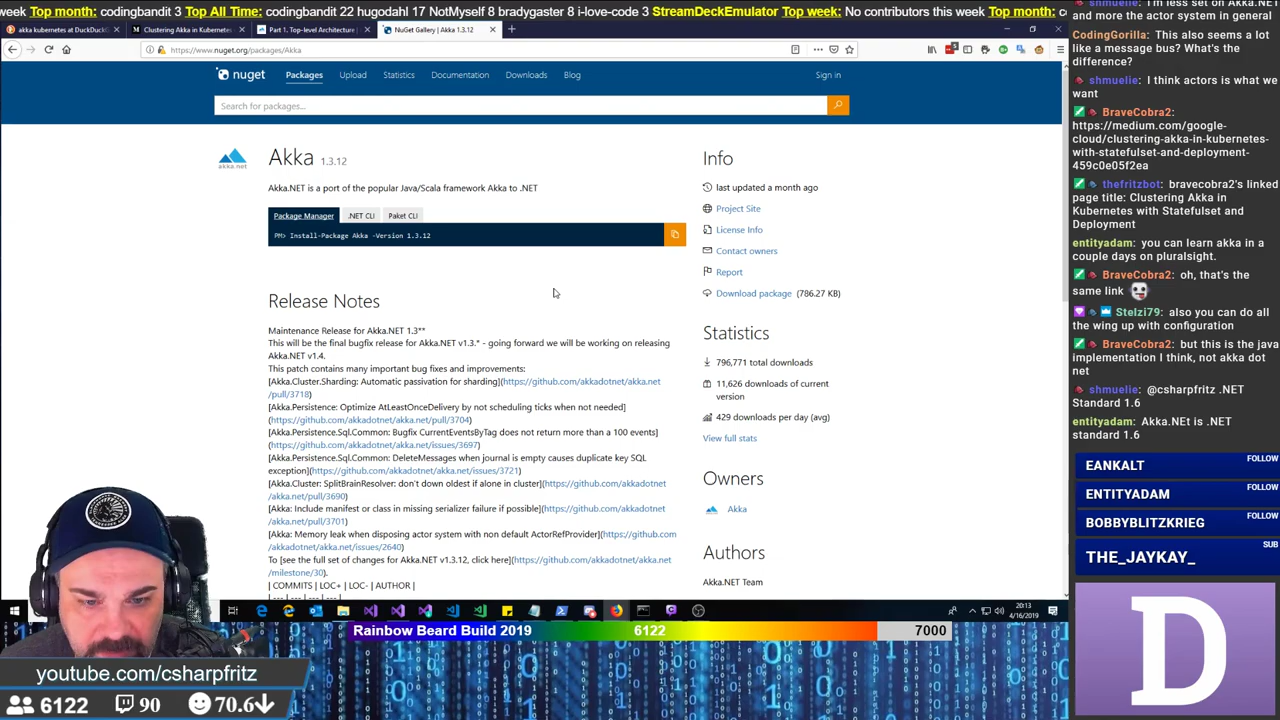 week Top month: codingbandit 3 Top All Time: codingbandit 22 hugodahl 17 NotMyself 8 bradygaster 8 i-love-code 3 StreamDeckEmulator Top week: No contributors this week Top month: co
akka kubernetes at DuckDuckG
Clustering Akka in Kubernetes
Part 1. Top-level Architecture |
NuGet Gallery | Akka 1.3.12
https://www.nuget.org/packages/Akka
nuget
Packages
Upload
Statistics
Documentation
Downloads
Blog
Sign in
Search for packages...
akka.net
Akka 1.3.12
Akka.NET is a port of the popular Java/Scala framework Akka to .NET
Package Manager
.NET CLI
Paket CLI
PM> Install-Package Akka -Version 1.3.12
Release Notes
Maintenance Release for Akka.NET 1.3**
This will be the final bugfix release for Akka.NET v1.3.* - going forward we will be working on releasing
Akka.NET v1.4.
This patch contains many important bug fixes and improvements:
[Akka.Cluster.Sharding: Automatic passivation for sharding](https://github.com/akkadotnet/akka.net
/pull/3718)
[Akka.Persistence: Optimize AtLeastOnceDelivery by not scheduling ticks when not needed]
(https://github.com/akkadotnet/akka.net/pull/3704)
[Akka.Persistence.Sql.Common: Bugfix CurrentEventsByTag does not return more than a 100 events]
(https://github.com/akkadotnet/akka.net/issues/3697)
[Akka.Persistence.Sql.Common: DeleteMessages when journal is empty causes duplicate key SQL
exception](https://github.com/akkadotnet/akka.net/issues/3721)
[Akka.Cluster: SplitBrainResolver: don't down oldest if alone in cluster](https://github.com/akkadotnet
/akka.net/pull/3690)
[Akka: Include manifest or class in missing serializer failure if possible](https://github.com/akkadotnet
/akka.net/pull/3701)
[Akka: Memory leak when disposing actor system with non default ActorRefProvider](https://github.com
/akkadotnet/akka.net/issues/2640)
To [see the full set of changes for Akka.NET v1.3.12, click here](https://github.com/akkadotnet/akka.net
/milestone/30).
| COMMITS | LOC+ | LOC- | AUTHOR |
| --- | --- | --- | --- |
Info
last updated a month ago
Project Site
License Info
Contact owners
Report
Download package (786.27 KB)
Statistics
796,771 total downloads
11,626 downloads of current
version
429 downloads per day (avg)
View full stats
Owners
Akka
Authors
Akka.NET Team
20:13
4/16/2019
shmuelie: I'm less set on Akka.NET
and more the actor system in general
CodingGorilla: This also seems a lot
like a message bus? What's the
difference?
shmuelie: I think actors is what we
want
BraveCobra2:
https://medium.com/google-
cloud/clustering-akka-in-kubernetes-
with-statefulset-and-deployment-
459c0e05f2ea
thefritzbot: bravecobra2's linked
page title: Clustering Akka in
Kubernetes with Statefulset and
Deployment
entityadam: you can learn akka in a
couple days on pluralsight.
BraveCobra2: oh, that's the
same link
Stelzi79: also you can do all
the wing up with configuration
BraveCobra2: but this is the java
implementation I think, not akka dot
net
shmuelie: @csharpfritz .NET
Standard 1.6
entityadam: Akka.NEt is .NET
standard 1.6
EANKALT FOLLOW
ENTITYADAM FOLLOW
BOBBYBLITZKRIEG FOLLOW
THE_JAYKAY_ SUB
D
Rainbow Beard Build 2019 6122 7000
youtube.com/csharpfritz
6122 90 70.6